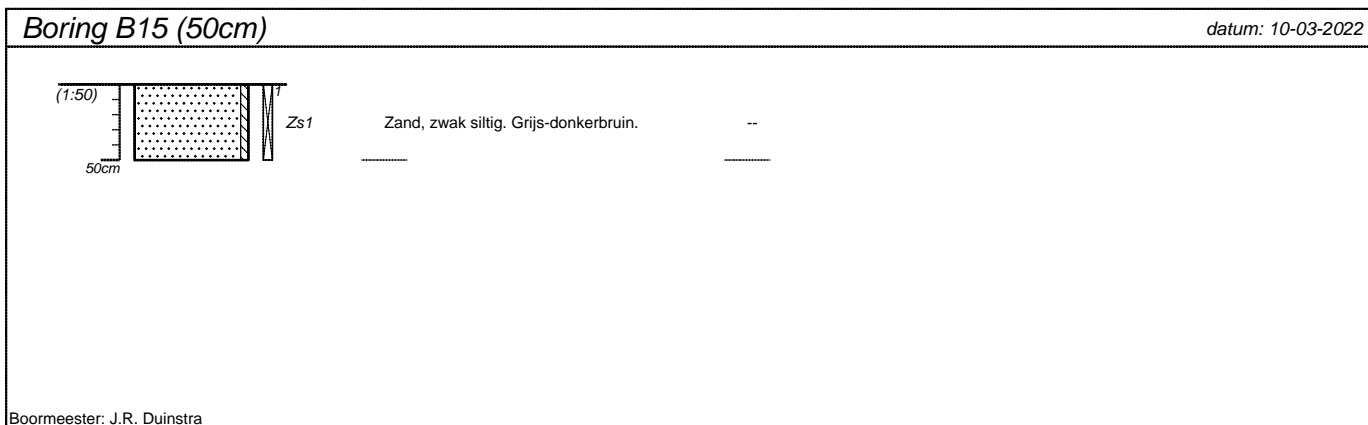 Boring B15 (50cm) datum: 10-03-2022
(1:50) 1
Zs1 Zand, zwak siltig. Grijs-donkerbruin. --
50cm
Boormeester: J.R. Duinstra